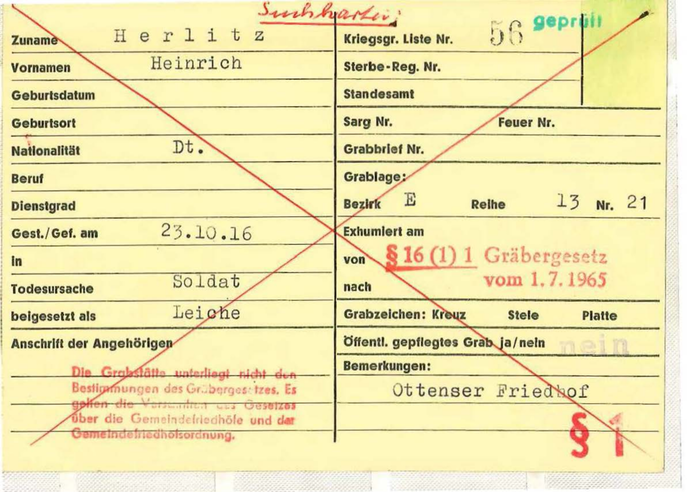 Suchkartei
geprüft
Zuname Herlitz
Vornamen Heinrich
Geburtsdatum
Geburtsort
Nationalität Dt.
Beruf
Dienstgrad
Gest./Gef. am 23.10.16
in
Todesursache Soldat
beigesetzt als Leiche
Anschrift der Angehörigen
Die Grabstätte unterliegt nicht den
Bestimmungen des Gräbergesetzes. Es
gelten die Vorschriften des Gesetzes
über die Gemeindefriedhöfe und der
Gemeindefriedhofsordnung.
Kriegsgr. Liste Nr. 56
Sterbe-Reg. Nr.
Standesamt
Sarg Nr. Feuer Nr.
Grabbrief Nr.
Grablage:
Bezirk E Reihe 13 Nr. 21
Exhumiert am
von § 16 (1) 1 Gräbergesetz
vom 1.7.1965
nach
Grabzeichen: Kreuz Stele Platte
Öffentl. gepflegtes Grab ja/nein nein
Bemerkungen:
Ottenser Friedhof
§ 1